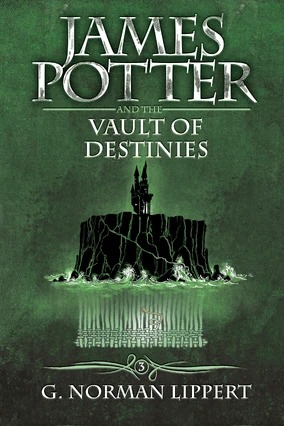 JAMES
POTTER
AND THE
VAULT OF
DESTINIES
3
G. NORMAN LIPPERT